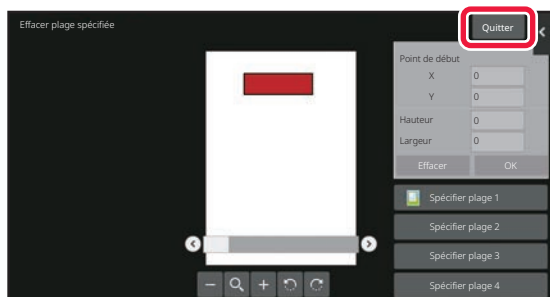 Effacer plage spécifiée
Quitter
Point de début
X 0
Y 0
Hauteur 0
Largeur 0
Effacer OK
Spécifier plage 1
Spécifier plage 2
Spécifier plage 3
Spécifier plage 4